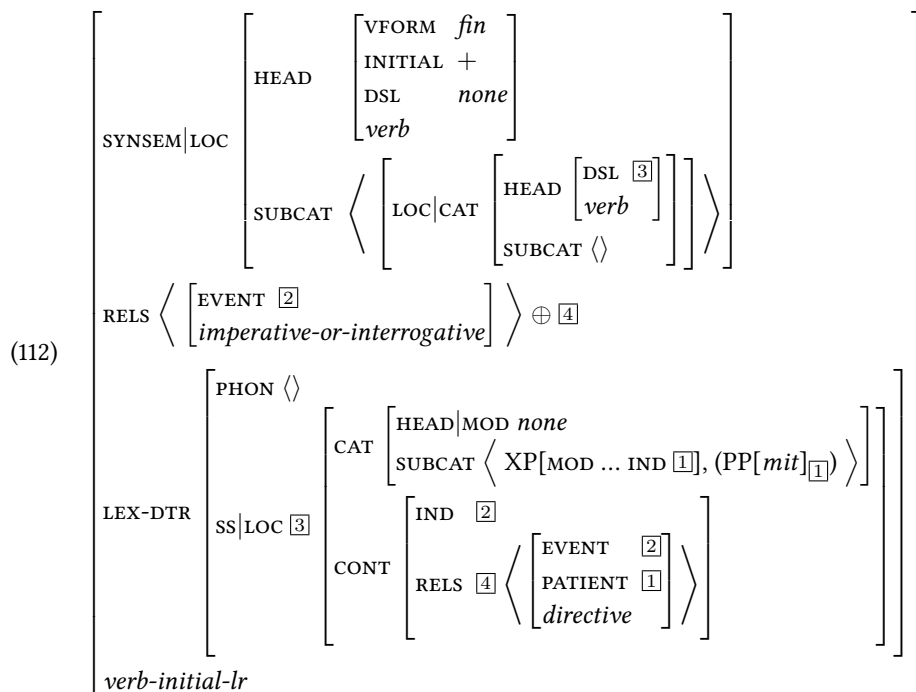 VFORM fin
INITIAL +
HEAD
DSL none
verb
SYNSEM|LOC
HEAD [DSL 3
verb]
SUBCAT ⟨ [LOC|CAT
SUBCAT ⟨⟩]] ⟩
RELS ⟨ [EVENT 2
imperative-or-interrogative] ⟩ ⊕ 4
(112)
PHON ⟨⟩
HEAD|MOD none
CAT
SUBCAT ⟨ XP[MOD … IND 1], (PP[mit]1) ⟩
LEX-DTR
SS|LOC 3
IND 2
EVENT 2
CONT
RELS 4 ⟨ PATIENT 1 ⟩
directive
verb-initial-lr